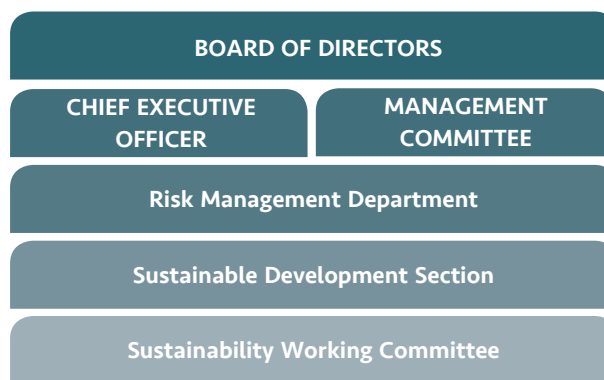 BOARD OF DIRECTORS
CHIEF EXECUTIVE
OFFICER
MANAGEMENT
COMMITTEE
Risk Management Department
Sustainable Development Section
Sustainability Working Committee